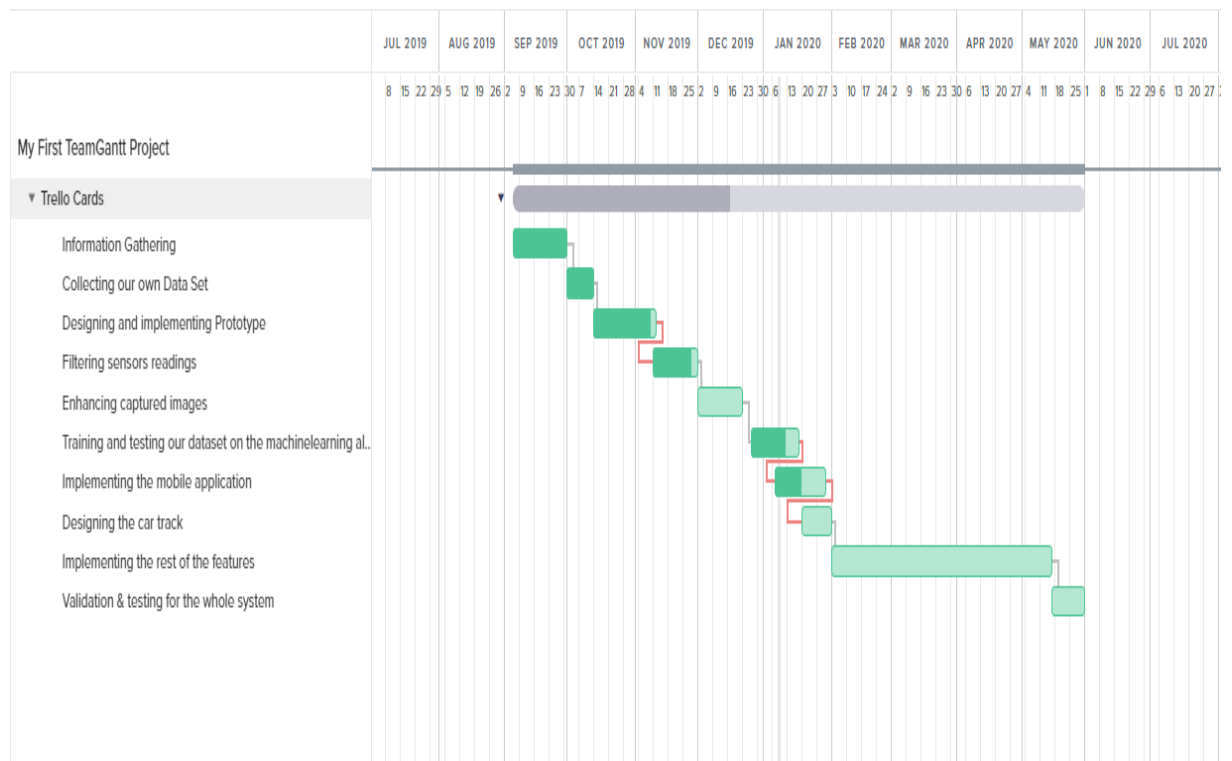 JUL 2019 AUG 2019 SEP 2019 OCT 2019 NOV 2019 DEC 2019 JAN 2020 FEB 2020 MAR 2020 APR 2020 MAY 2020 JUN 2020 JUL 2020
8 15 22 29 5 12 19 26 2 9 16 23 30 7 14 21 28 4 11 18 25 2 9 16 23 30 6 13 20 27 3 10 17 24 2 9 16 23 30 6 13 20 27 4 11 18 25 1 8 15 22 29 6 13 20 27
My First TeamGantt Project
Trello Cards
Information Gathering
Collecting our own Data Set
Designing and implementing Prototype
Filtering sensors readings
Enhancing captured images
Training and testing our dataset on the machinelearning al..
Implementing the mobile application
Designing the car track
Implementing the rest of the features
Validation & testing for the whole system